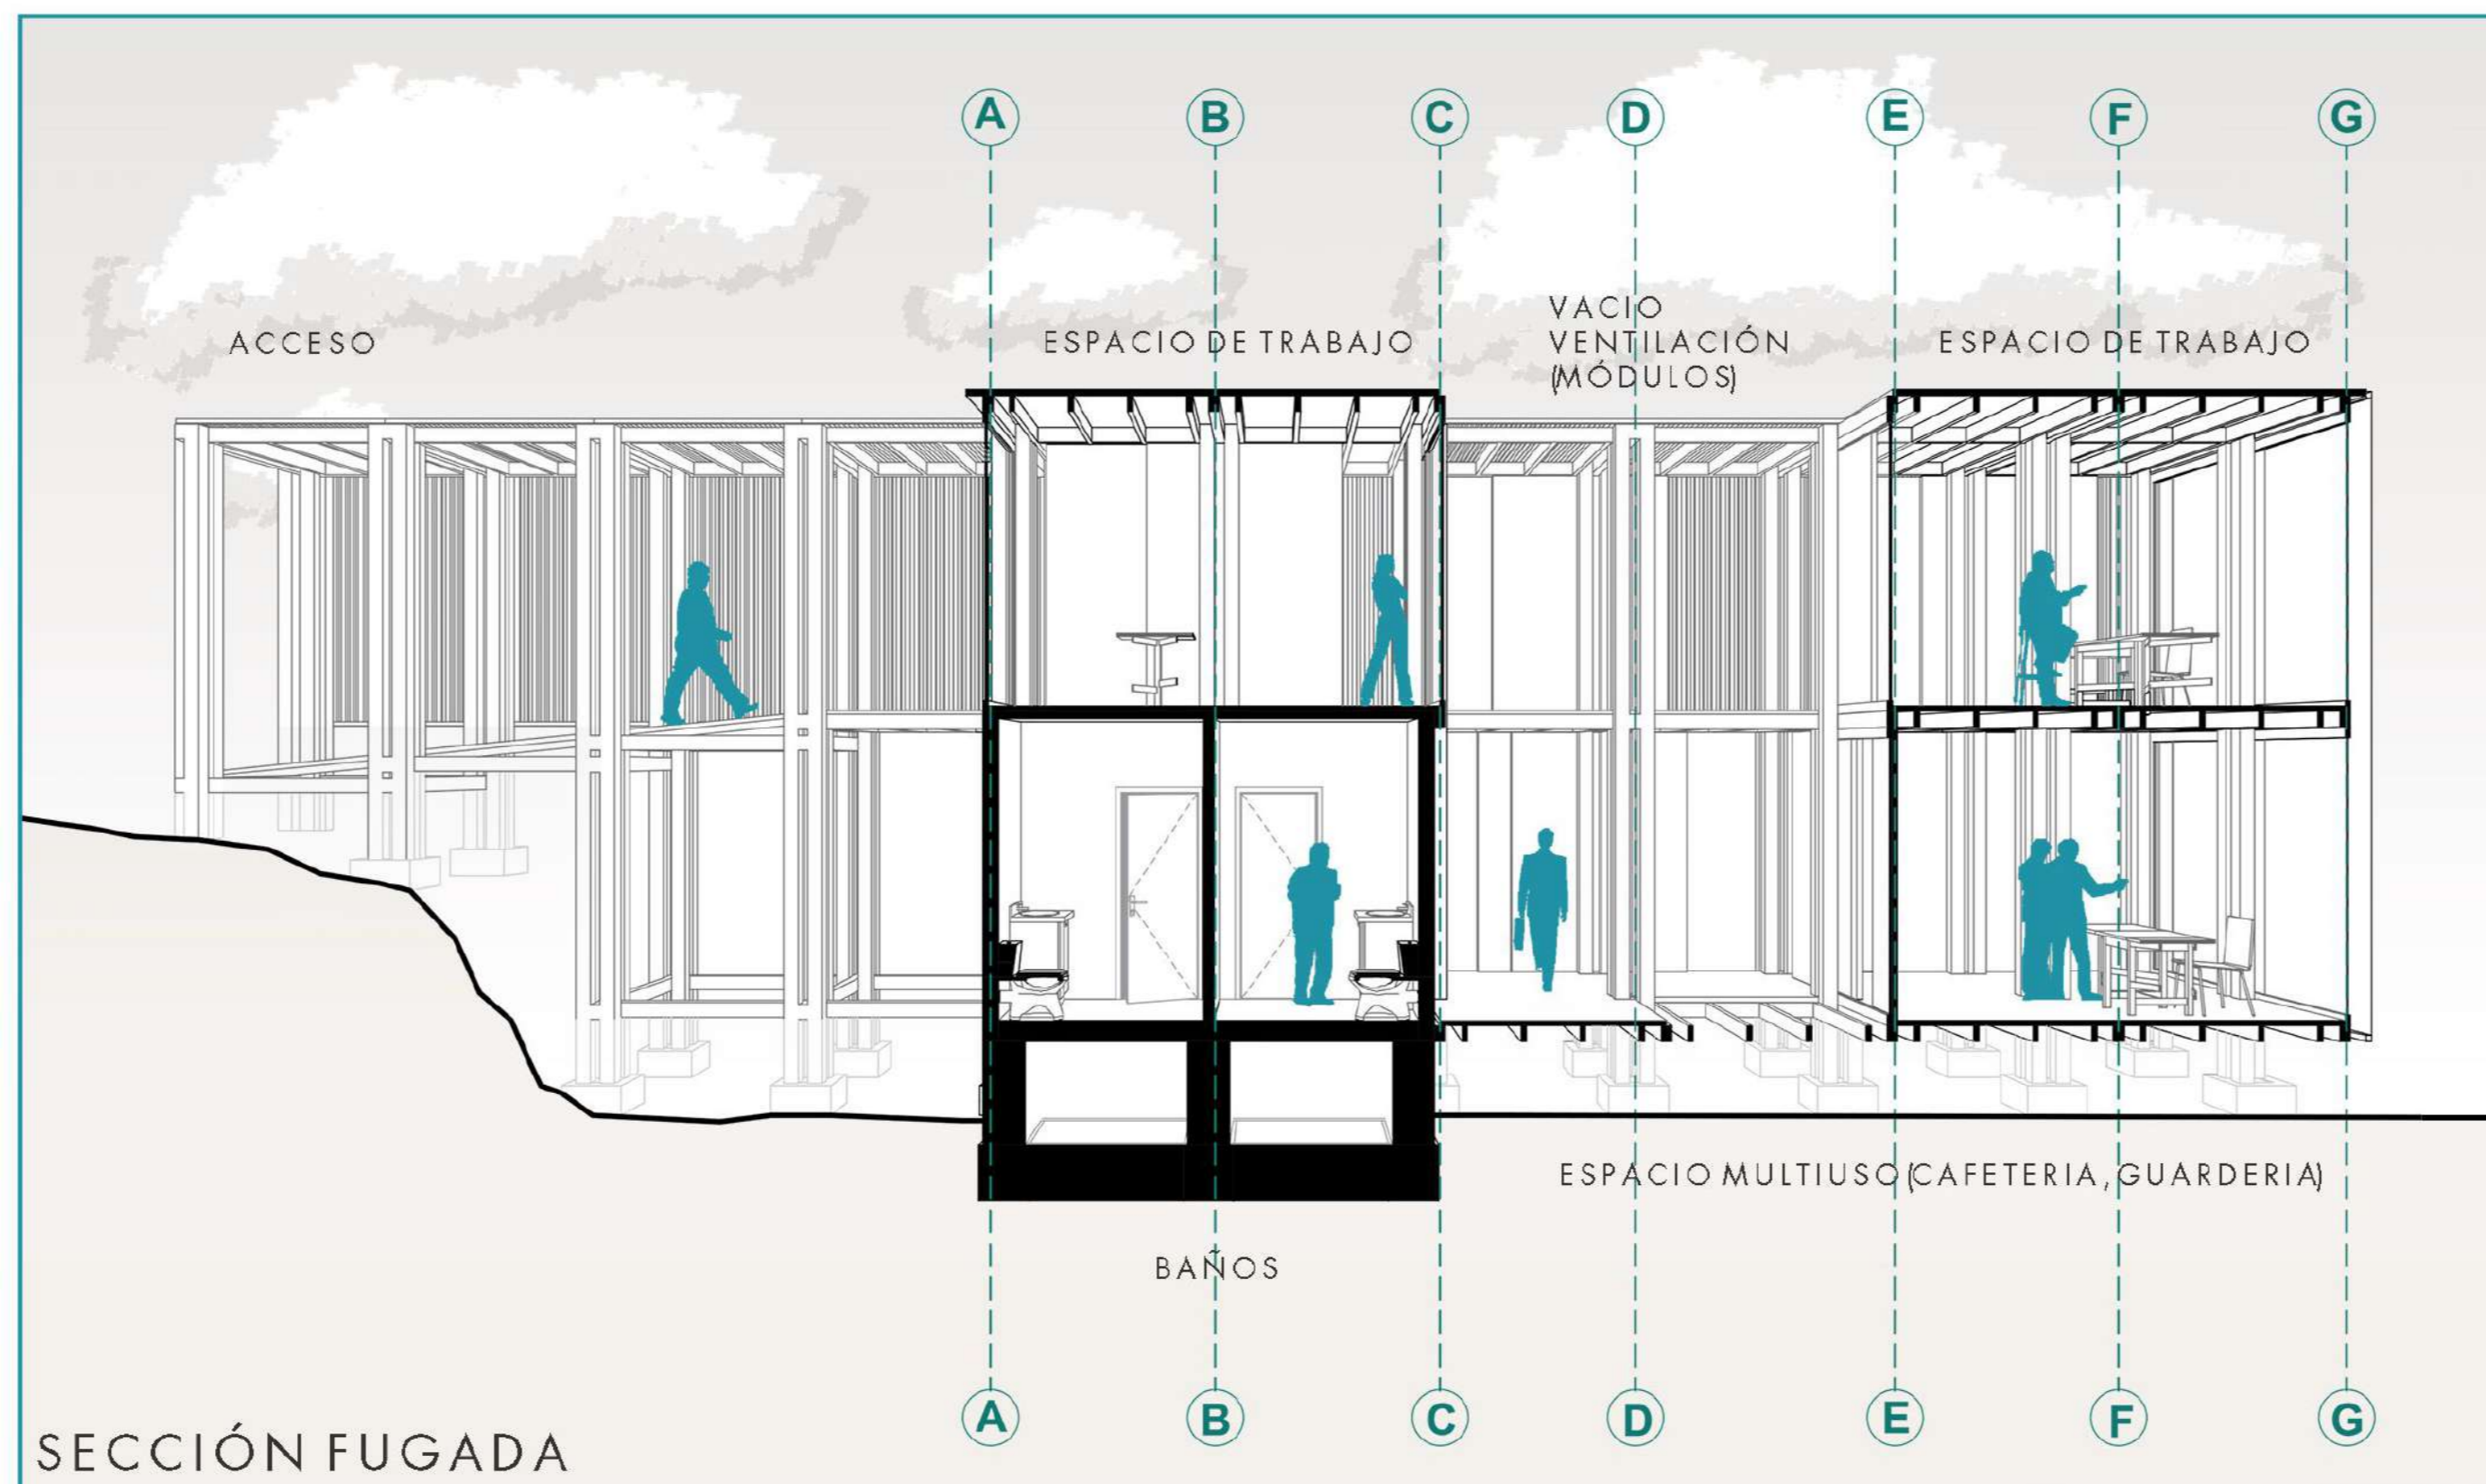 A B C D E F G
ACCESO
ESPACIO DE TRABAJO
VACIO
VENTILACIÓN
(MÓDULOS)
ESPACIO DE TRABAJO
ESPACIO MULTIUSO (CAFETERIA, GUARDERIA)
BAÑOS
A B C D E F G
SECCIÓN FUGADA